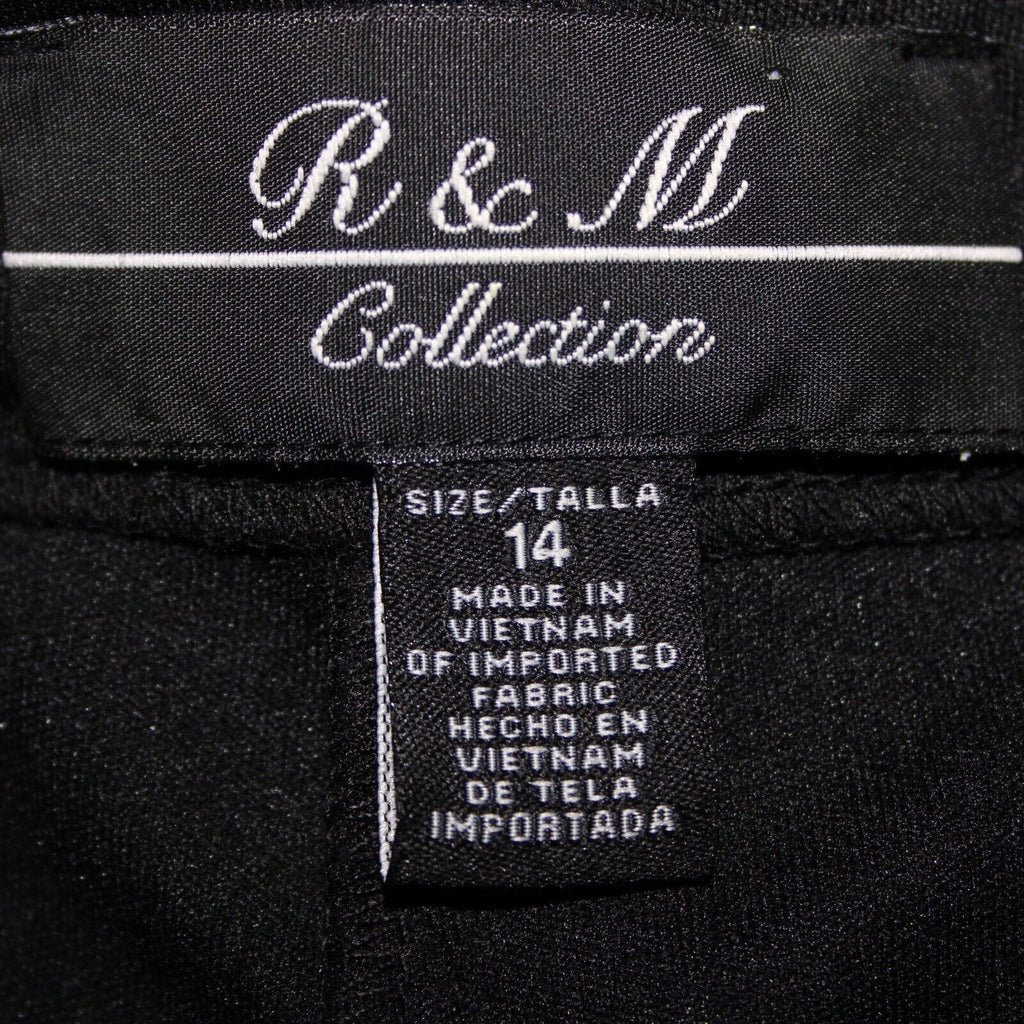 R & M
Collection
SIZE/TALLA
14
MADE IN
VIETNAM
OF IMPORTED
FABRIC
HECHO EN
VIETNAM
DE TELA
IMPORTADA